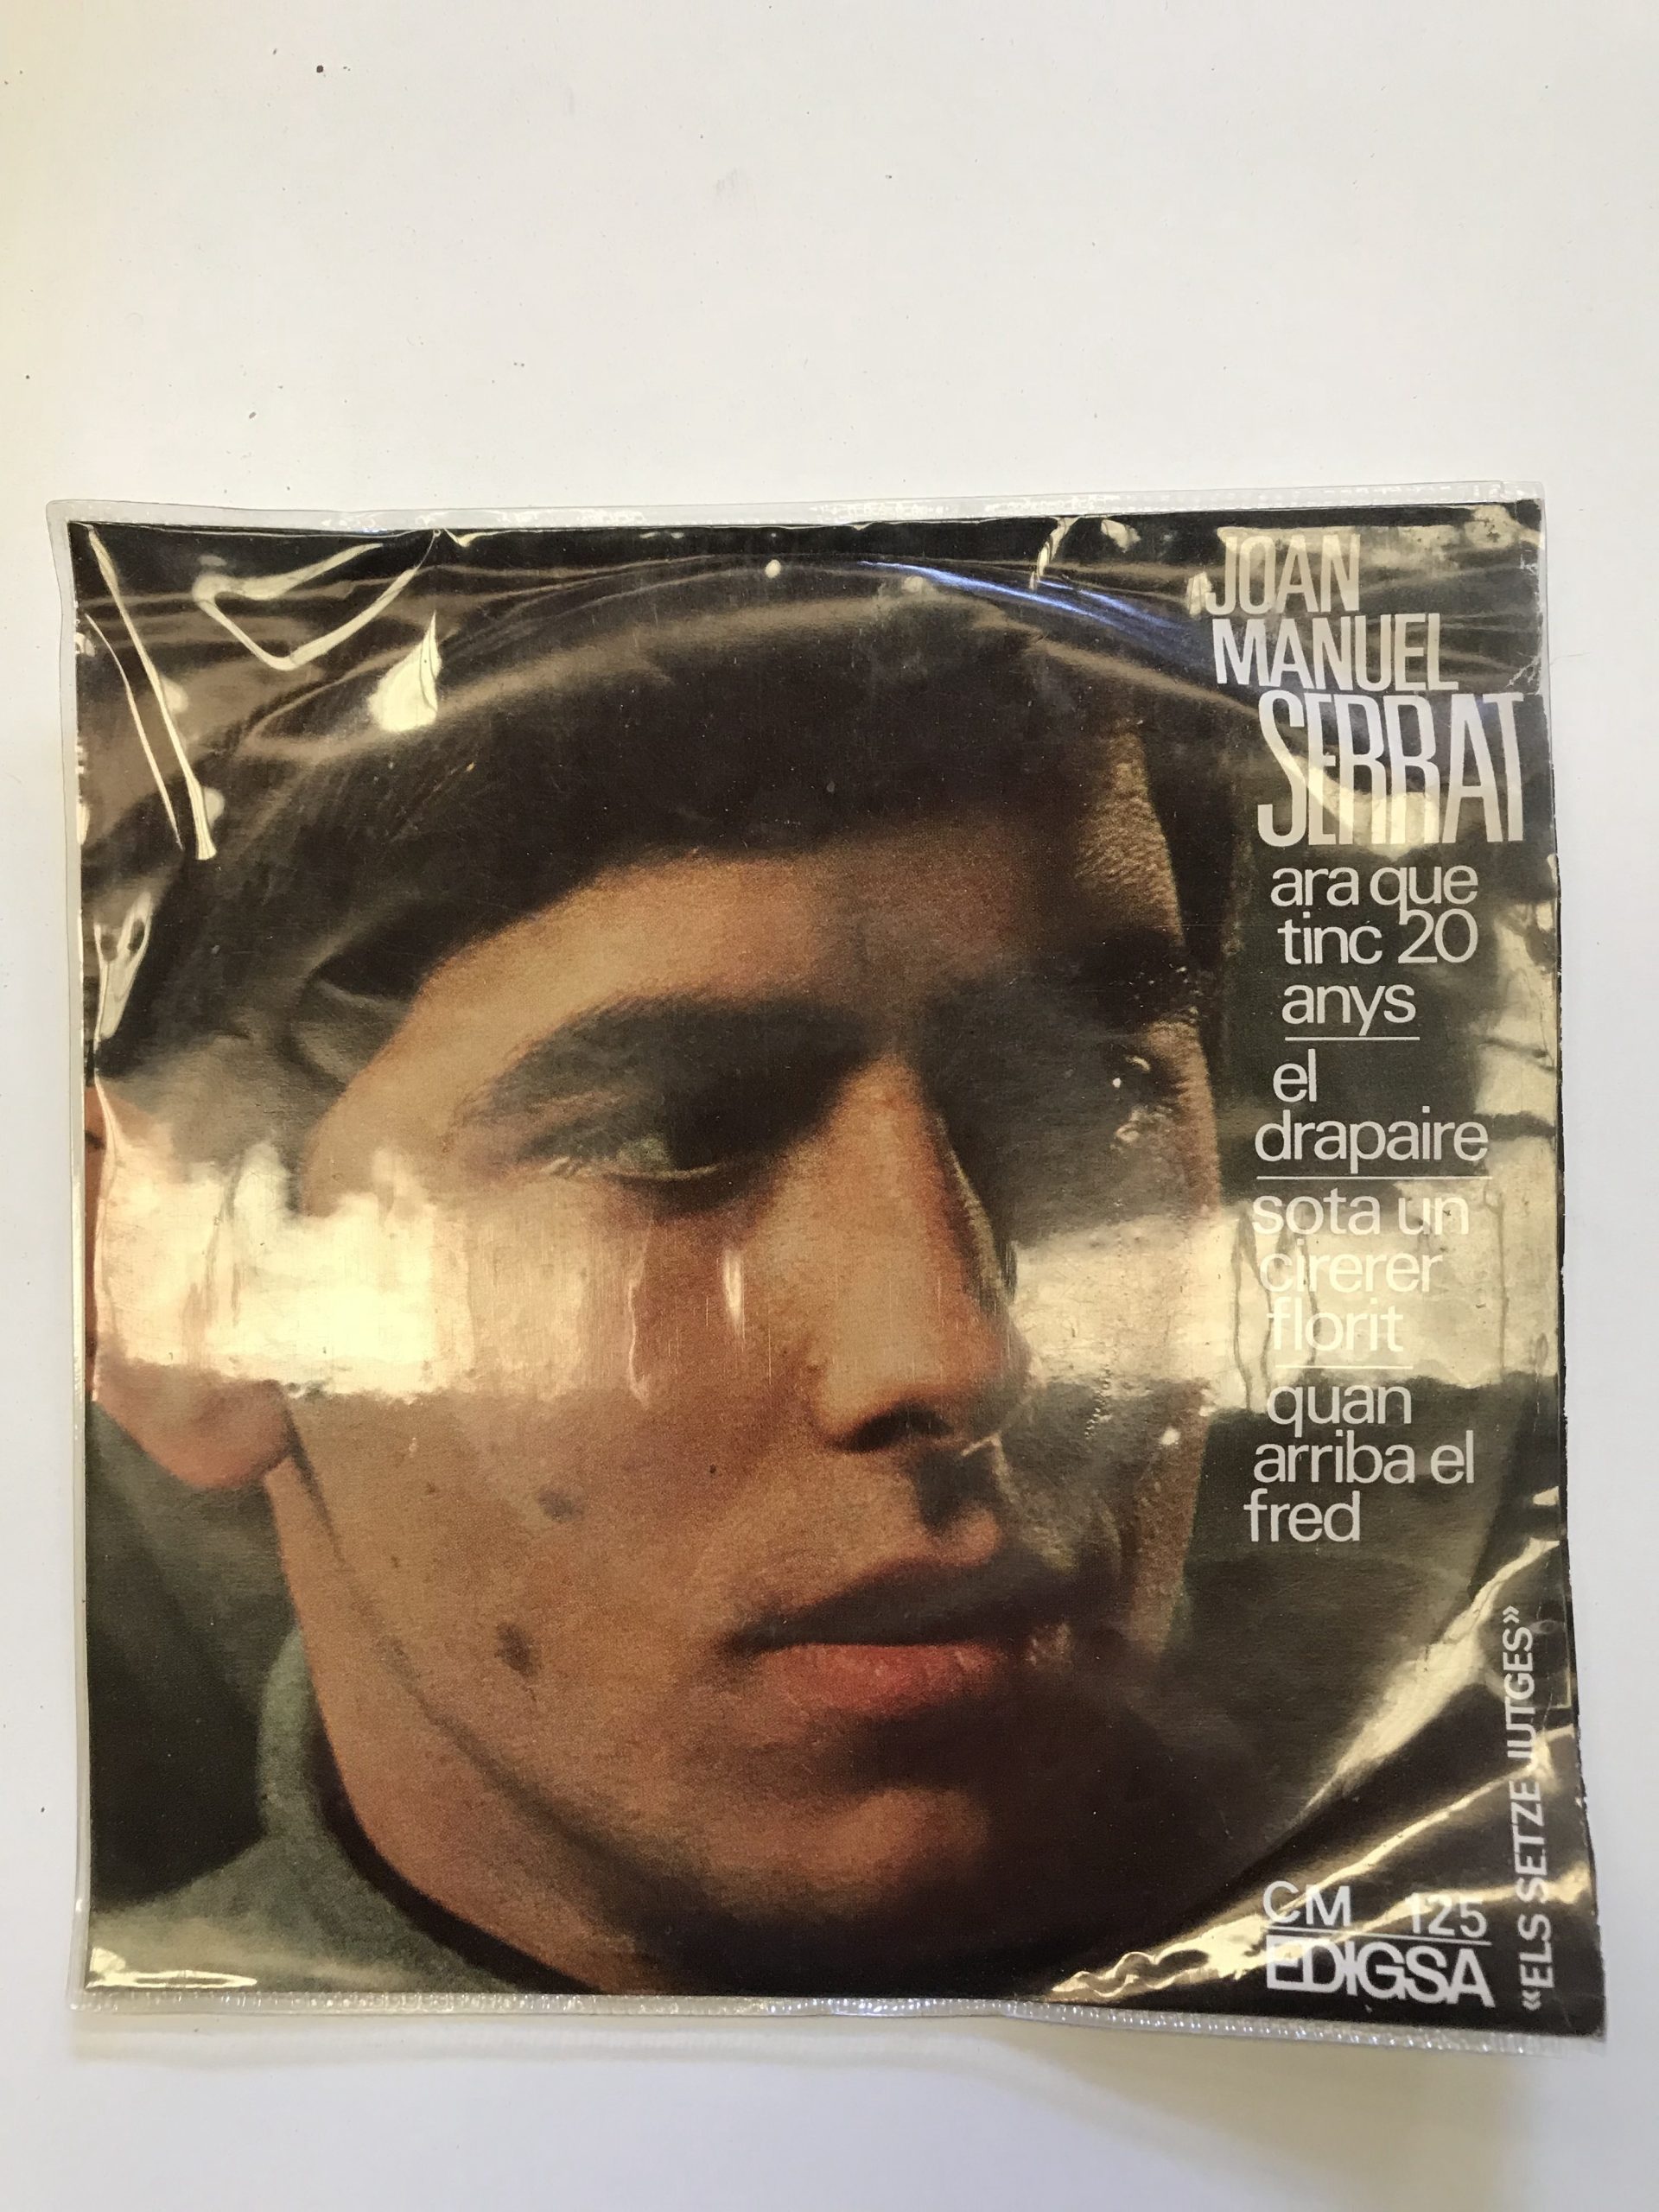 JOAN
MANUEL
SERRAT
ara que
tinc 20
anys
el
drapaire
sota un
cirerer
florit
quan
arriba el
fred
CM 125
EDIGSA
«ELS SETZE JUTGES»